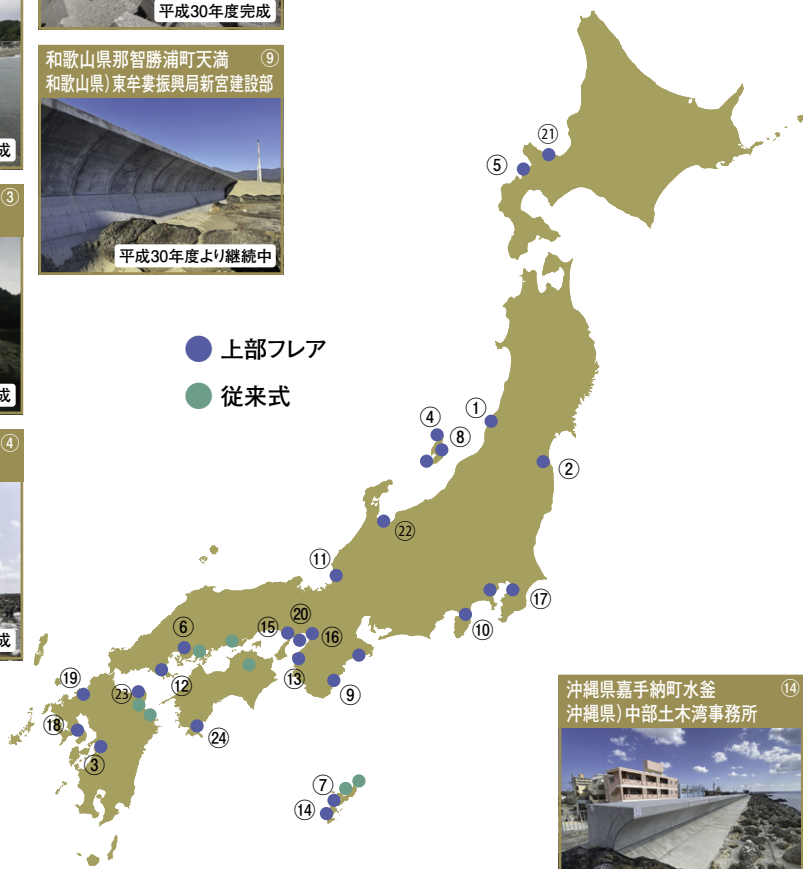 平成30年度完成
和歌山県那智勝浦町天満 ⑨
和歌山県)東牟婁振興局新宮建設部
平成30年度より継続中
成
③
成
④
成
上部フレア
従来式
㉑
⑤
④
①
⑧
②
㉒
⑪
⑥
⑮
⑳
⑯
⑰
⑩
⑲
㉓
⑫
⑬
⑨
⑱
㉔
③
⑦
⑭
沖縄県嘉手納町水釜 ⑭
沖縄県)中部土木湾事務所